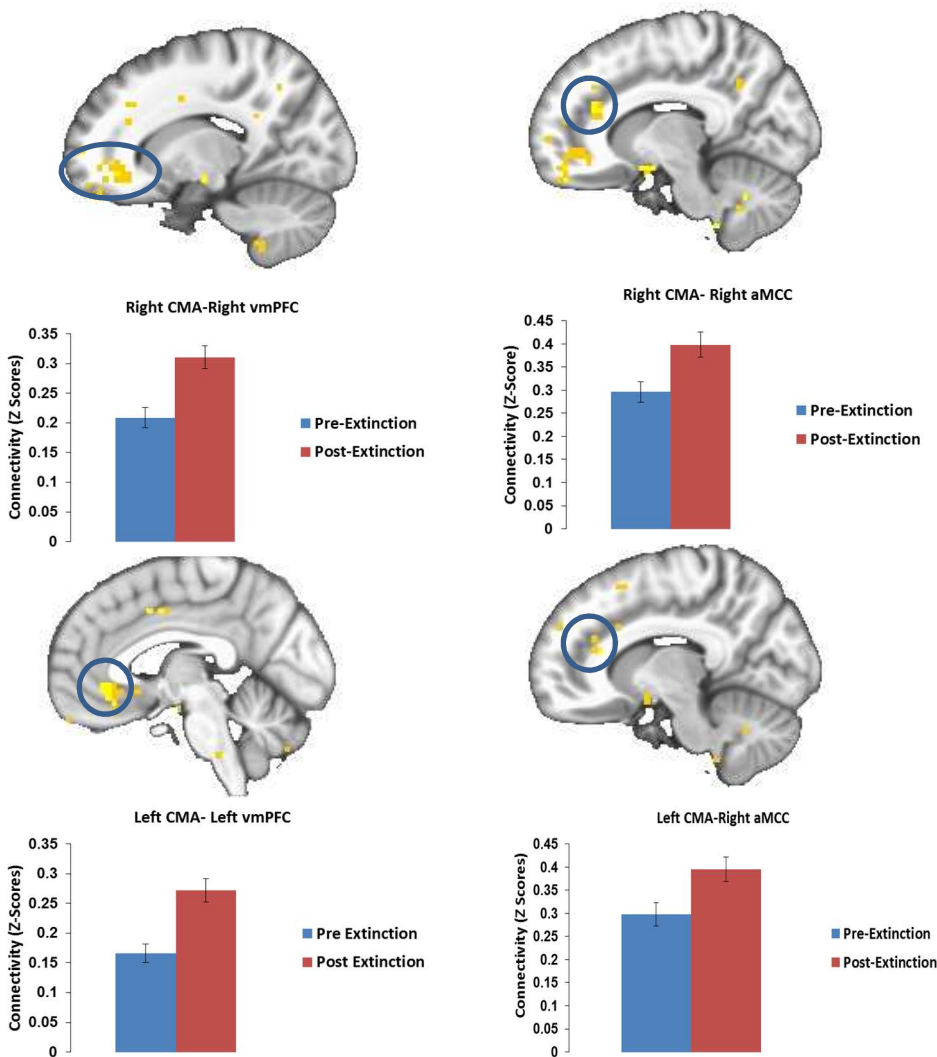 Right CMA-Right vmPFC
Connectivity (Z Scores)
0.35
0.3
0.25
0.2
0.15
0.1
0.05
0
Pre-Extinction
Post-Extinction
Right CMA- Right aMCC
Connectivity (Z-Score)
0.45
0.4
0.35
0.3
0.25
0.2
0.15
0.1
0.05
0
Pre-Extinction
Post-Extinction
Left CMA- Left vmPFC
Connectivity (Z-Scores)
0.35
0.3
0.25
0.2
0.15
0.1
0.05
0
Pre Extinction
Post Extinction
Left CMA-Right aMCC
Connectivity (Z Scores)
0.45
0.4
0.35
0.3
0.25
0.2
0.15
0.1
0.05
0
Pre-Extinction
Post-Extinction